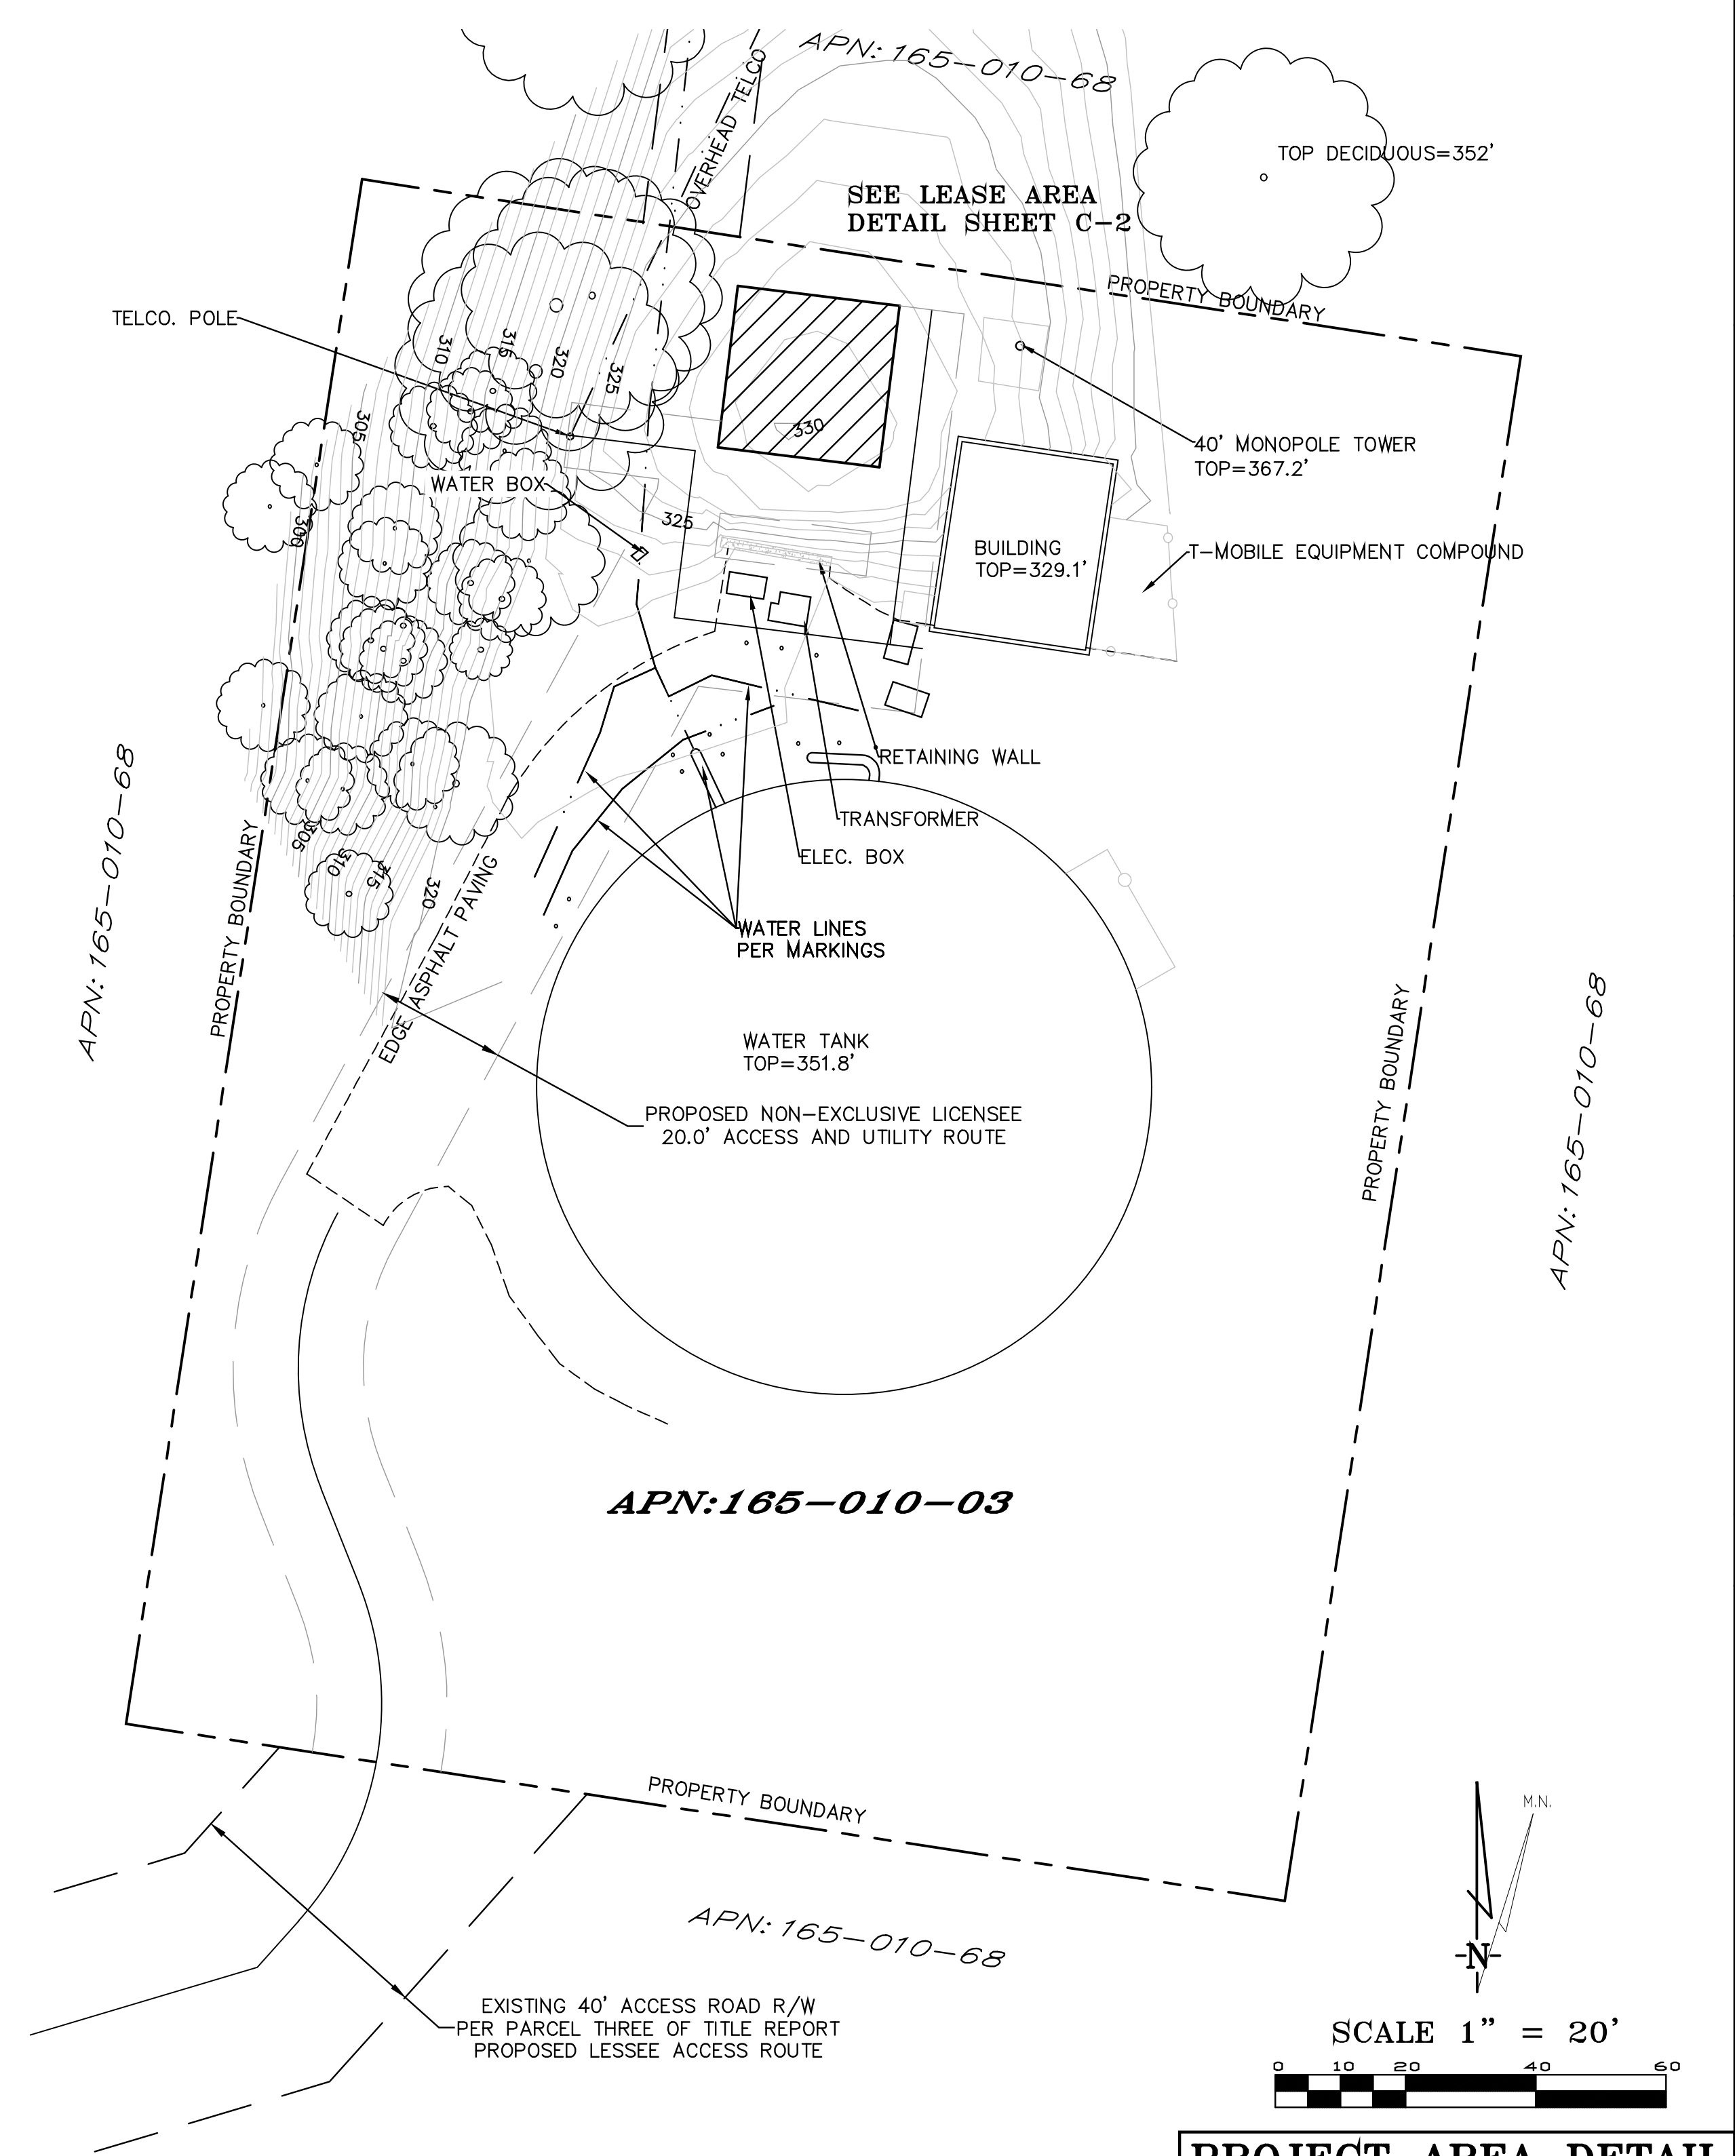 APN: 165-010-68
OVERHEAD TELCO
TOP DECIDUOUS=352'
SEE LEASE AREA
DETAIL SHEET C-2
PROPERTY BOUNDARY
TELCO. POLE
310
315
320
325
305
330
40' MONOPOLE TOWER
TOP=367.2'
WATER BOX
300
325
BUILDING
TOP=329.1'
T-MOBILE EQUIPMENT COMPOUND
RETAINING WALL
TRANSFORMER
ELEC. BOX
305
310
315
320
WATER LINES
PER MARKINGS
APN: 165-010-68
PROPERTY BOUNDARY
EDGE ASPHALT PAVING
WATER TANK
TOP=351.8'
PROPOSED NON-EXCLUSIVE LICENSEE
20.0' ACCESS AND UTILITY ROUTE
PROPERTY BOUNDARY
APN: 165-010-68
APN:165-010-03
PROPERTY BOUNDARY
M.N.
APN: 165-010-68
N
EXISTING 40' ACCESS ROAD R/W
PER PARCEL THREE OF TITLE REPORT
PROPOSED LESSEE ACCESS ROUTE
SCALE 1" = 20'
0 10 20 40 60
PROJECT AREA DETAIL